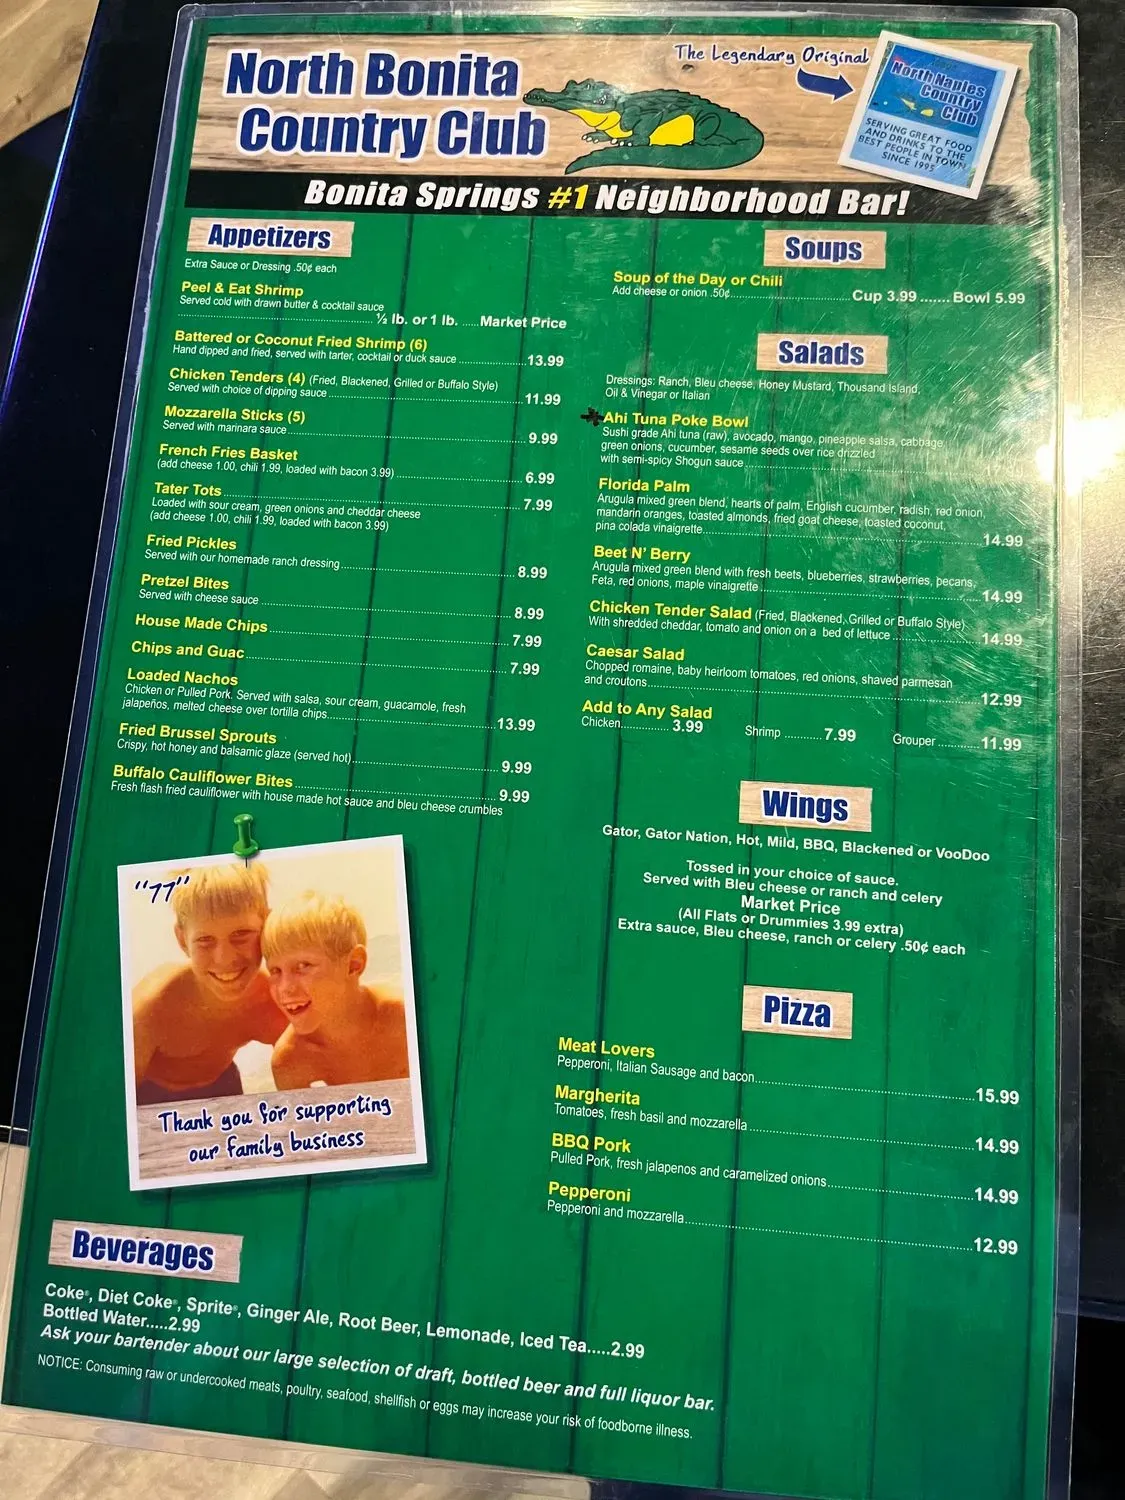 North Bonita
Country Club
The Legendary Original
North Naples
Country
Club
SERVING GREAT FOOD
AND DRINKS TO THE
BEST PEOPLE IN TOWN
SINCE 1995
Bonita Springs #1 Neighborhood Bar!
Appetizers
Extra Sauce or Dressing .50¢ each
Peel & Eat Shrimp
Served cold with drawn butter & cocktail sauce
½ lb. or 1 lb. ..... Market Price
Battered or Coconut Fried Shrimp (6)
Hand dipped and fried, served with tarter, cocktail or duck sauce 13.99
Chicken Tenders (4) (Fried, Blackened, Grilled or Buffalo Style)
Served with choice of dipping sauce 11.99
Mozzarella Sticks (5)
Served with marinara sauce 9.99
French Fries Basket
(add cheese 1.00, chili 1.99, loaded with bacon 3.99) 6.99
Tater Tots 7.99
Loaded with sour cream, green onions and cheddar cheese
(add cheese 1.00, chili 1.99, loaded with bacon 3.99)
Fried Pickles
Served with our homemade ranch dressing 8.99
Pretzel Bites
Served with cheese sauce 8.99
House Made Chips 7.99
Chips and Guac 7.99
Loaded Nachos
Chicken or Pulled Pork. Served with salsa, sour cream, guacamole, fresh
jalapeños, melted cheese over tortilla chips 13.99
Fried Brussel Sprouts
Crispy, hot honey and balsamic glaze (served hot) 9.99
Buffalo Cauliflower Bites 9.99
Fresh flash fried cauliflower with house made hot sauce and bleu cheese crumbles
"77"
Thank you for supporting
our family business
Soups
Soup of the Day or Chili
Add cheese or onion .50¢ Cup 3.99 ....... Bowl 5.99
Salads
Dressings: Ranch, Bleu cheese, Honey Mustard, Thousand Island,
Oil & Vinegar or Italian
Ahi Tuna Poke Bowl
Sushi grade Ahi tuna (raw), avocado, mango, pineapple salsa, cabbage
green onions, cucumber, sesame seeds over rice drizzled
with semi-spicy Shogun sauce
Florida Palm
Arugula mixed green blend, hearts of palm, English cucumber, radish, red onion,
mandarin oranges, toasted almonds, fried goat cheese, toasted coconut,
pina colada vinaigrette 14.99
Beet N' Berry
Arugula mixed green blend with fresh beets, blueberries, strawberries, pecans,
Feta, red onions, maple vinaigrette 14.99
Chicken Tender Salad (Fried, Blackened, Grilled or Buffalo Style)
With shredded cheddar, tomato and onion on a bed of lettuce 14.99
Caesar Salad
Chopped romaine, baby heirloom tomatoes, red onions, shaved parmesan
and croutons 12.99
Add to Any Salad
Chicken 3.99 Shrimp 7.99 Grouper 11.99
Wings
Gator, Gator Nation, Hot, Mild, BBQ, Blackened or VooDoo
Tossed in your choice of sauce.
Served with Bleu cheese or ranch and celery
Market Price
(All Flats or Drummies 3.99 extra)
Extra sauce, Bleu cheese, ranch or celery .50¢ each
Pizza
Meat Lovers
Pepperoni, Italian Sausage and bacon 15.99
Margherita
Tomatoes, fresh basil and mozzarella 14.99
BBQ Pork
Pulled Pork, fresh jalapenos and caramelized onions 14.99
Pepperoni
Pepperoni and mozzarella 12.99
Beverages
Coke®, Diet Coke®, Sprite®, Ginger Ale, Root Beer, Lemonade, Iced Tea.....2.99
Bottled Water.....2.99
Ask your bartender about our large selection of draft, bottled beer and full liquor bar.
NOTICE: Consuming raw or undercooked meats, poultry, seafood, shellfish or eggs may increase your risk of foodborne illness.